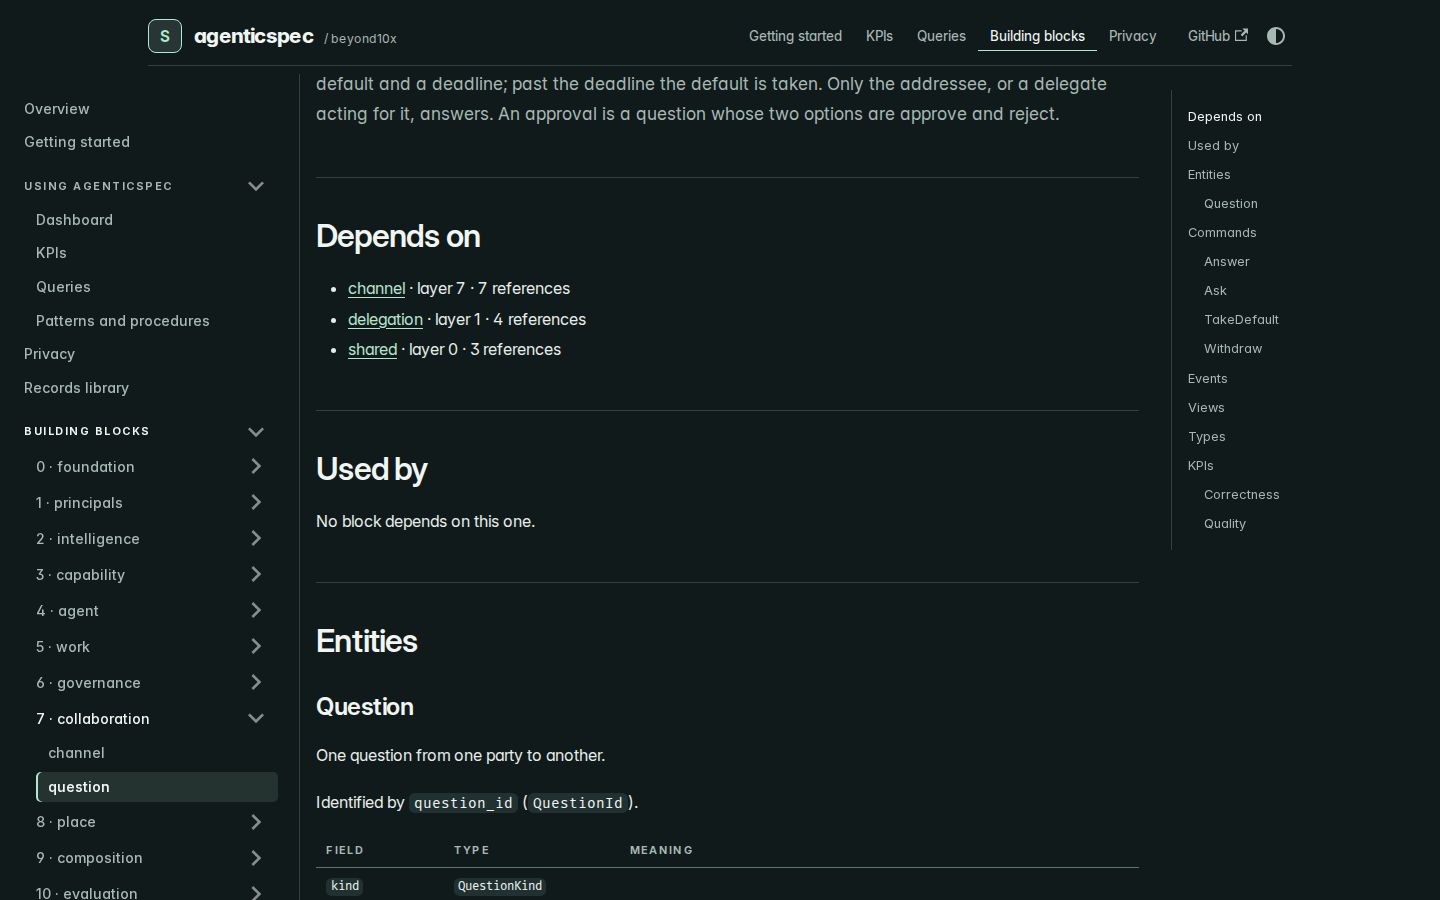 S agenticspec / beyond10x Getting started KPIs Queries Building blocks Privacy GitHub
Overview
Getting started
USING AGENTICSPEC
Dashboard
KPIs
Queries
Patterns and procedures
Privacy
Records library
BUILDING BLOCKS
0 · foundation
1 · principals
2 · intelligence
3 · capability
4 · agent
5 · work
6 · governance
7 · collaboration
channel
question
8 · place
9 · composition
10 · evaluation
default and a deadline; past the deadline the default is taken. Only the addressee, or a delegate
acting for it, answers. An approval is a question whose two options are approve and reject.
Depends on
channel · layer 7 · 7 references
delegation · layer 1 · 4 references
shared · layer 0 · 3 references
Used by
No block depends on this one.
Entities
Question
One question from one party to another.
Identified by question_id (QuestionId).
FIELD TYPE MEANING
kind QuestionKind
Depends on
Used by
Entities
Question
Commands
Answer
Ask
TakeDefault
Withdraw
Events
Views
Types
KPIs
Correctness
Quality